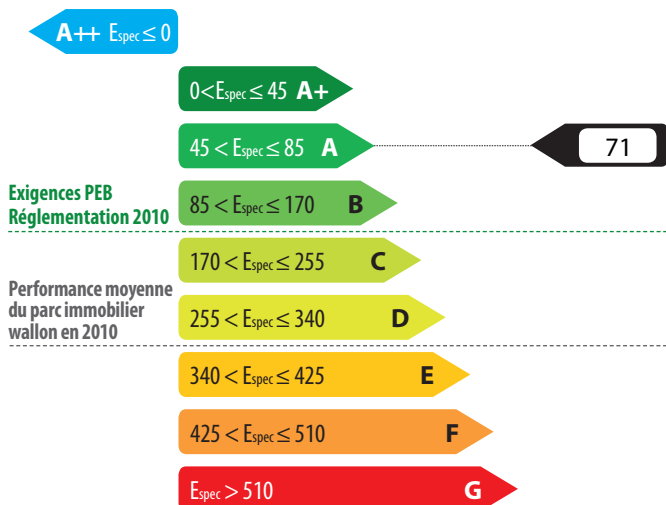 A++ Espec ≤ 0
0 < Espec ≤ 45 A+
45 < Espec ≤ 85 A
71
Exigences PEB
Réglementation 2010
85 < Espec ≤ 170 B
170 < Espec ≤ 255 C
Performance moyenne
du parc immobilier
wallon en 2010
255 < Espec ≤ 340 D
340 < Espec ≤ 425 E
425 < Espec ≤ 510 F
Espec > 510 G